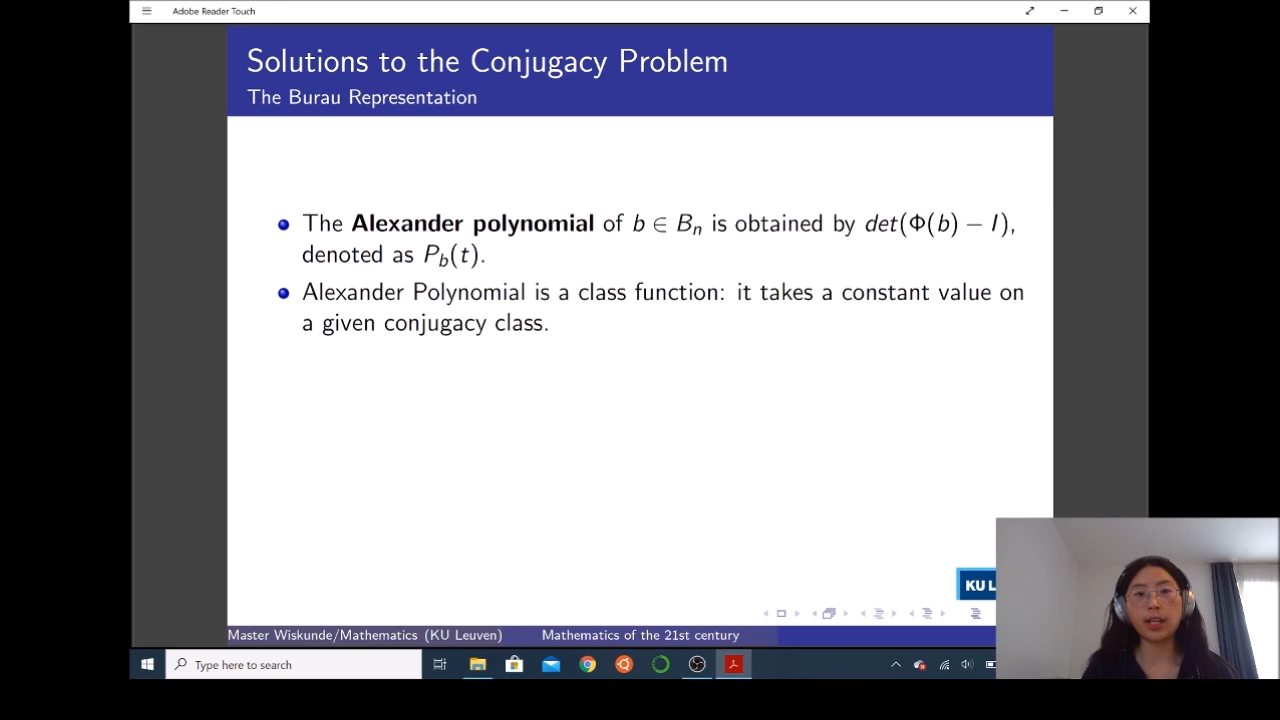 Adobe Reader Touch
Solutions to the Conjugacy Problem
The Burau Representation
The Alexander polynomial of b ∈ Bₙ is obtained by det(Φ(b) − I),
denoted as P_b(t).
Alexander Polynomial is a class function: it takes a constant value on
a given conjugacy class.
KU L
Master Wiskunde/Mathematics (KU Leuven) Mathematics of the 21st century
Type here to search